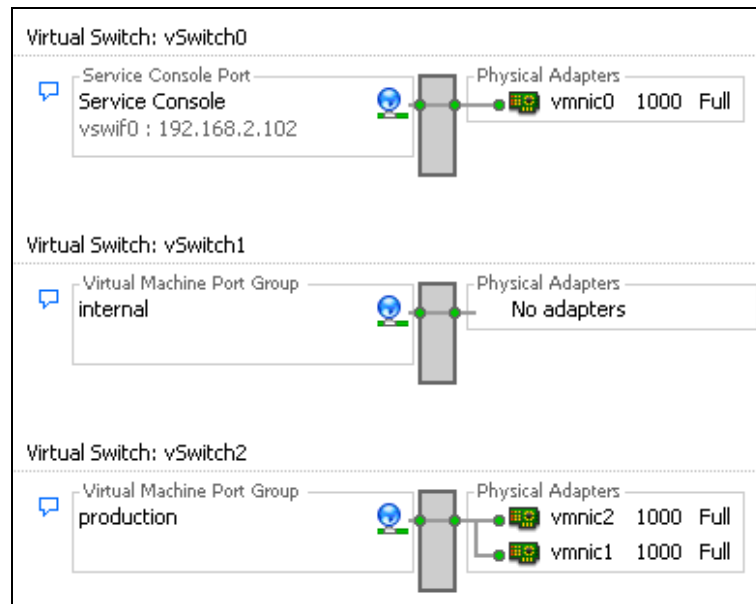 Virtual Switch: vSwitch0
Service Console Port
Physical Adapters
Service Console
vmnic0 1000 Full
vswif0 : 192.168.2.102
Virtual Switch: vSwitch1
Virtual Machine Port Group
Physical Adapters
internal
No adapters
Virtual Switch: vSwitch2
Virtual Machine Port Group
Physical Adapters
production
vmnic2 1000 Full
vmnic1 1000 Full